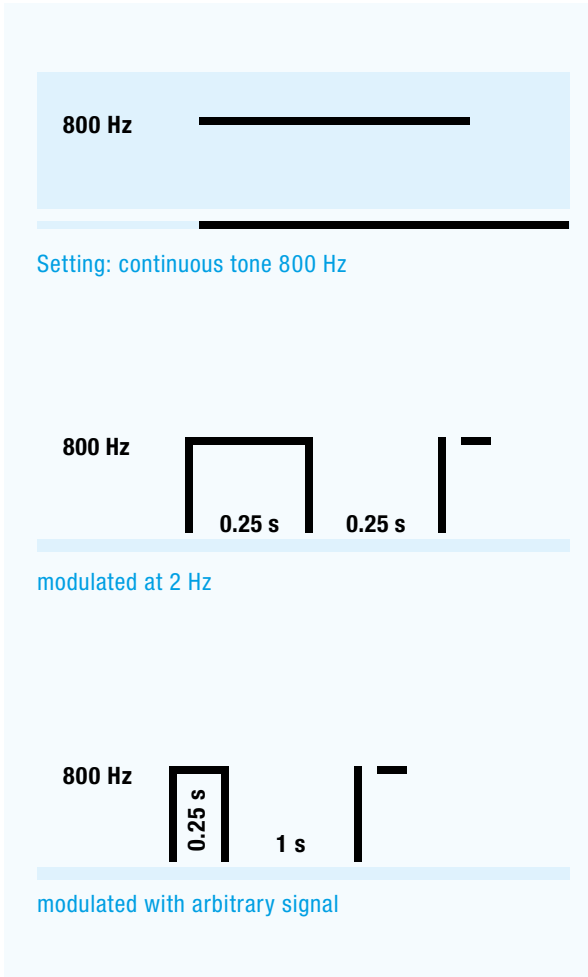 800 Hz
Setting: continuous tone 800 Hz
800 Hz
0.25 s 0.25 s
modulated at 2 Hz
800 Hz
0.25 s
1 s
modulated with arbitrary signal